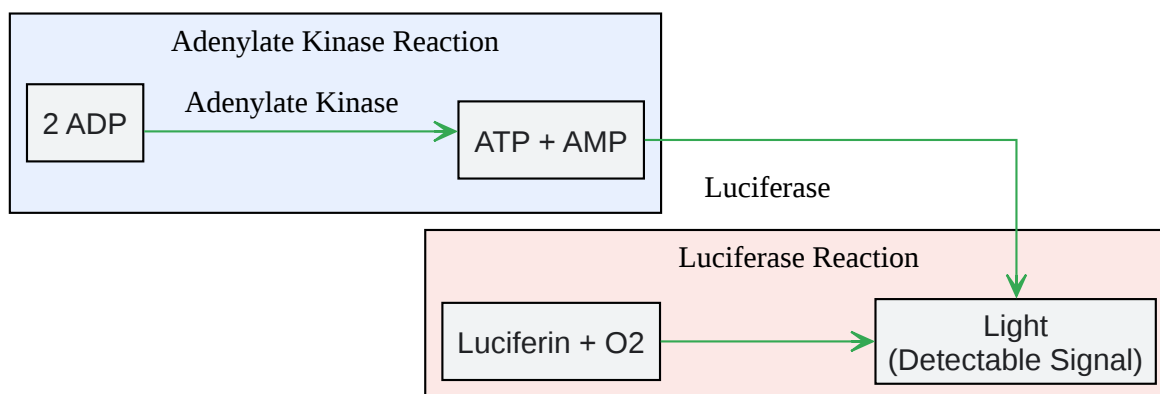 Adenylate Kinase Reaction
Adenylate Kinase
2 ADP
ATP + AMP
Luciferase
Luciferase Reaction
Luciferin + O2
Light
(Detectable Signal)